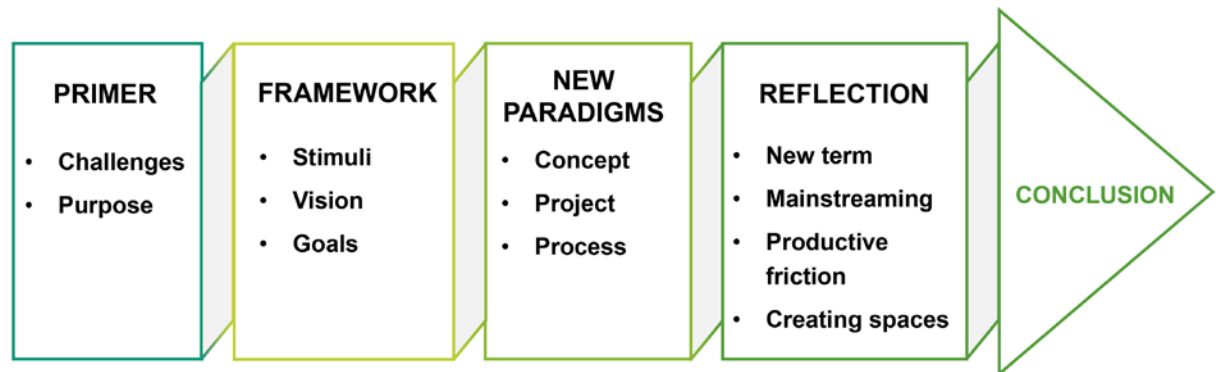 PRIMER
• Challenges
• Purpose
FRAMEWORK
• Stimuli
• Vision
• Goals
NEW
PARADIGMS
• Concept
• Project
• Process
REFLECTION
• New term
• Mainstreaming
• Productive
friction
• Creating spaces
CONCLUSION